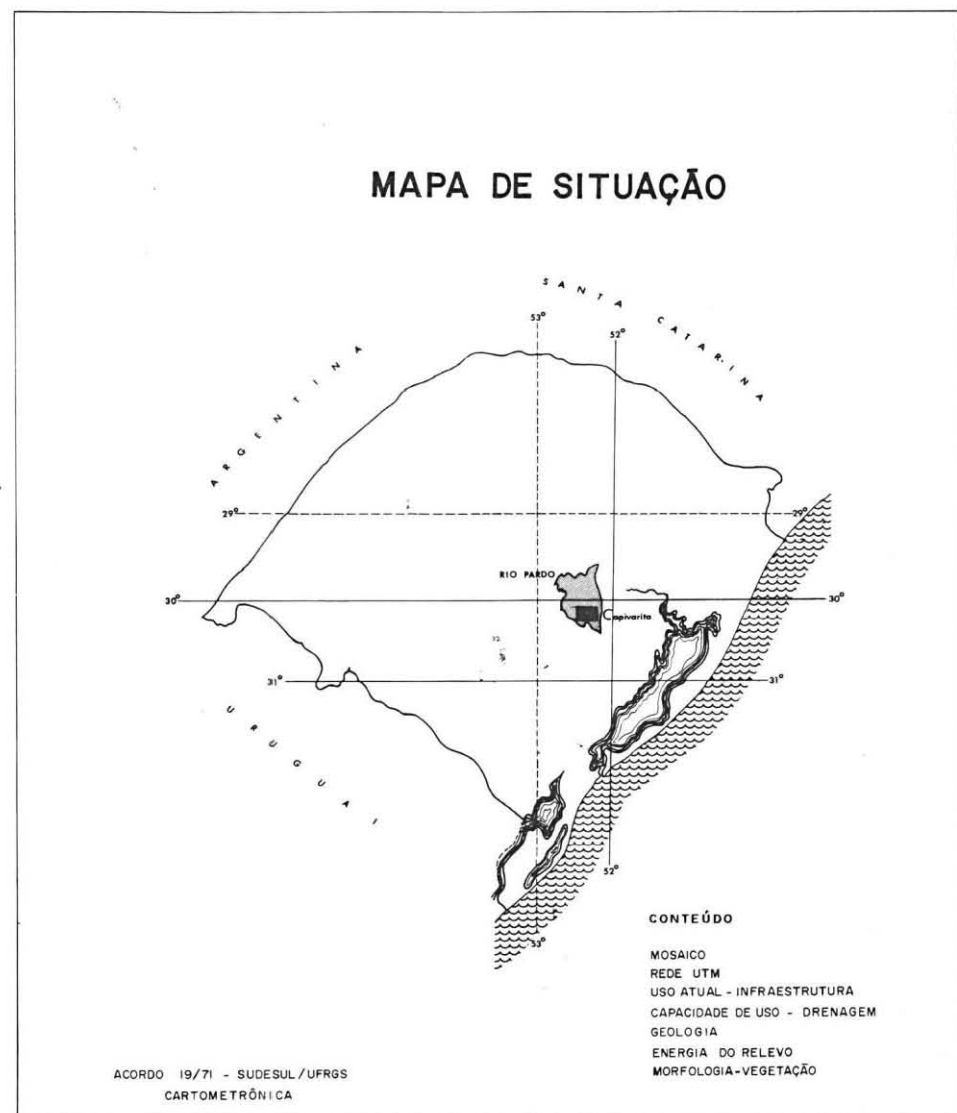 MAPA DE SITUAÇÃO
SANTA CATARINA
53°
52°
ARGENTINA
29°
29°
RIO PARDO
30°
30°
Capivarita
31°
31°
URUGUAI
52°
53°
CONTEÚDO
MOSAICO
REDE UTM
USO ATUAL - INFRAESTRUTURA
CAPACIDADE DE USO - DRENAGEM
GEOLOGIA
ENERGIA DO RELEVO
MORFOLOGIA-VEGETAÇÃO
ACORDO 19/71 - SUDESUL/UFRGS
CARTOMETRÔNICA